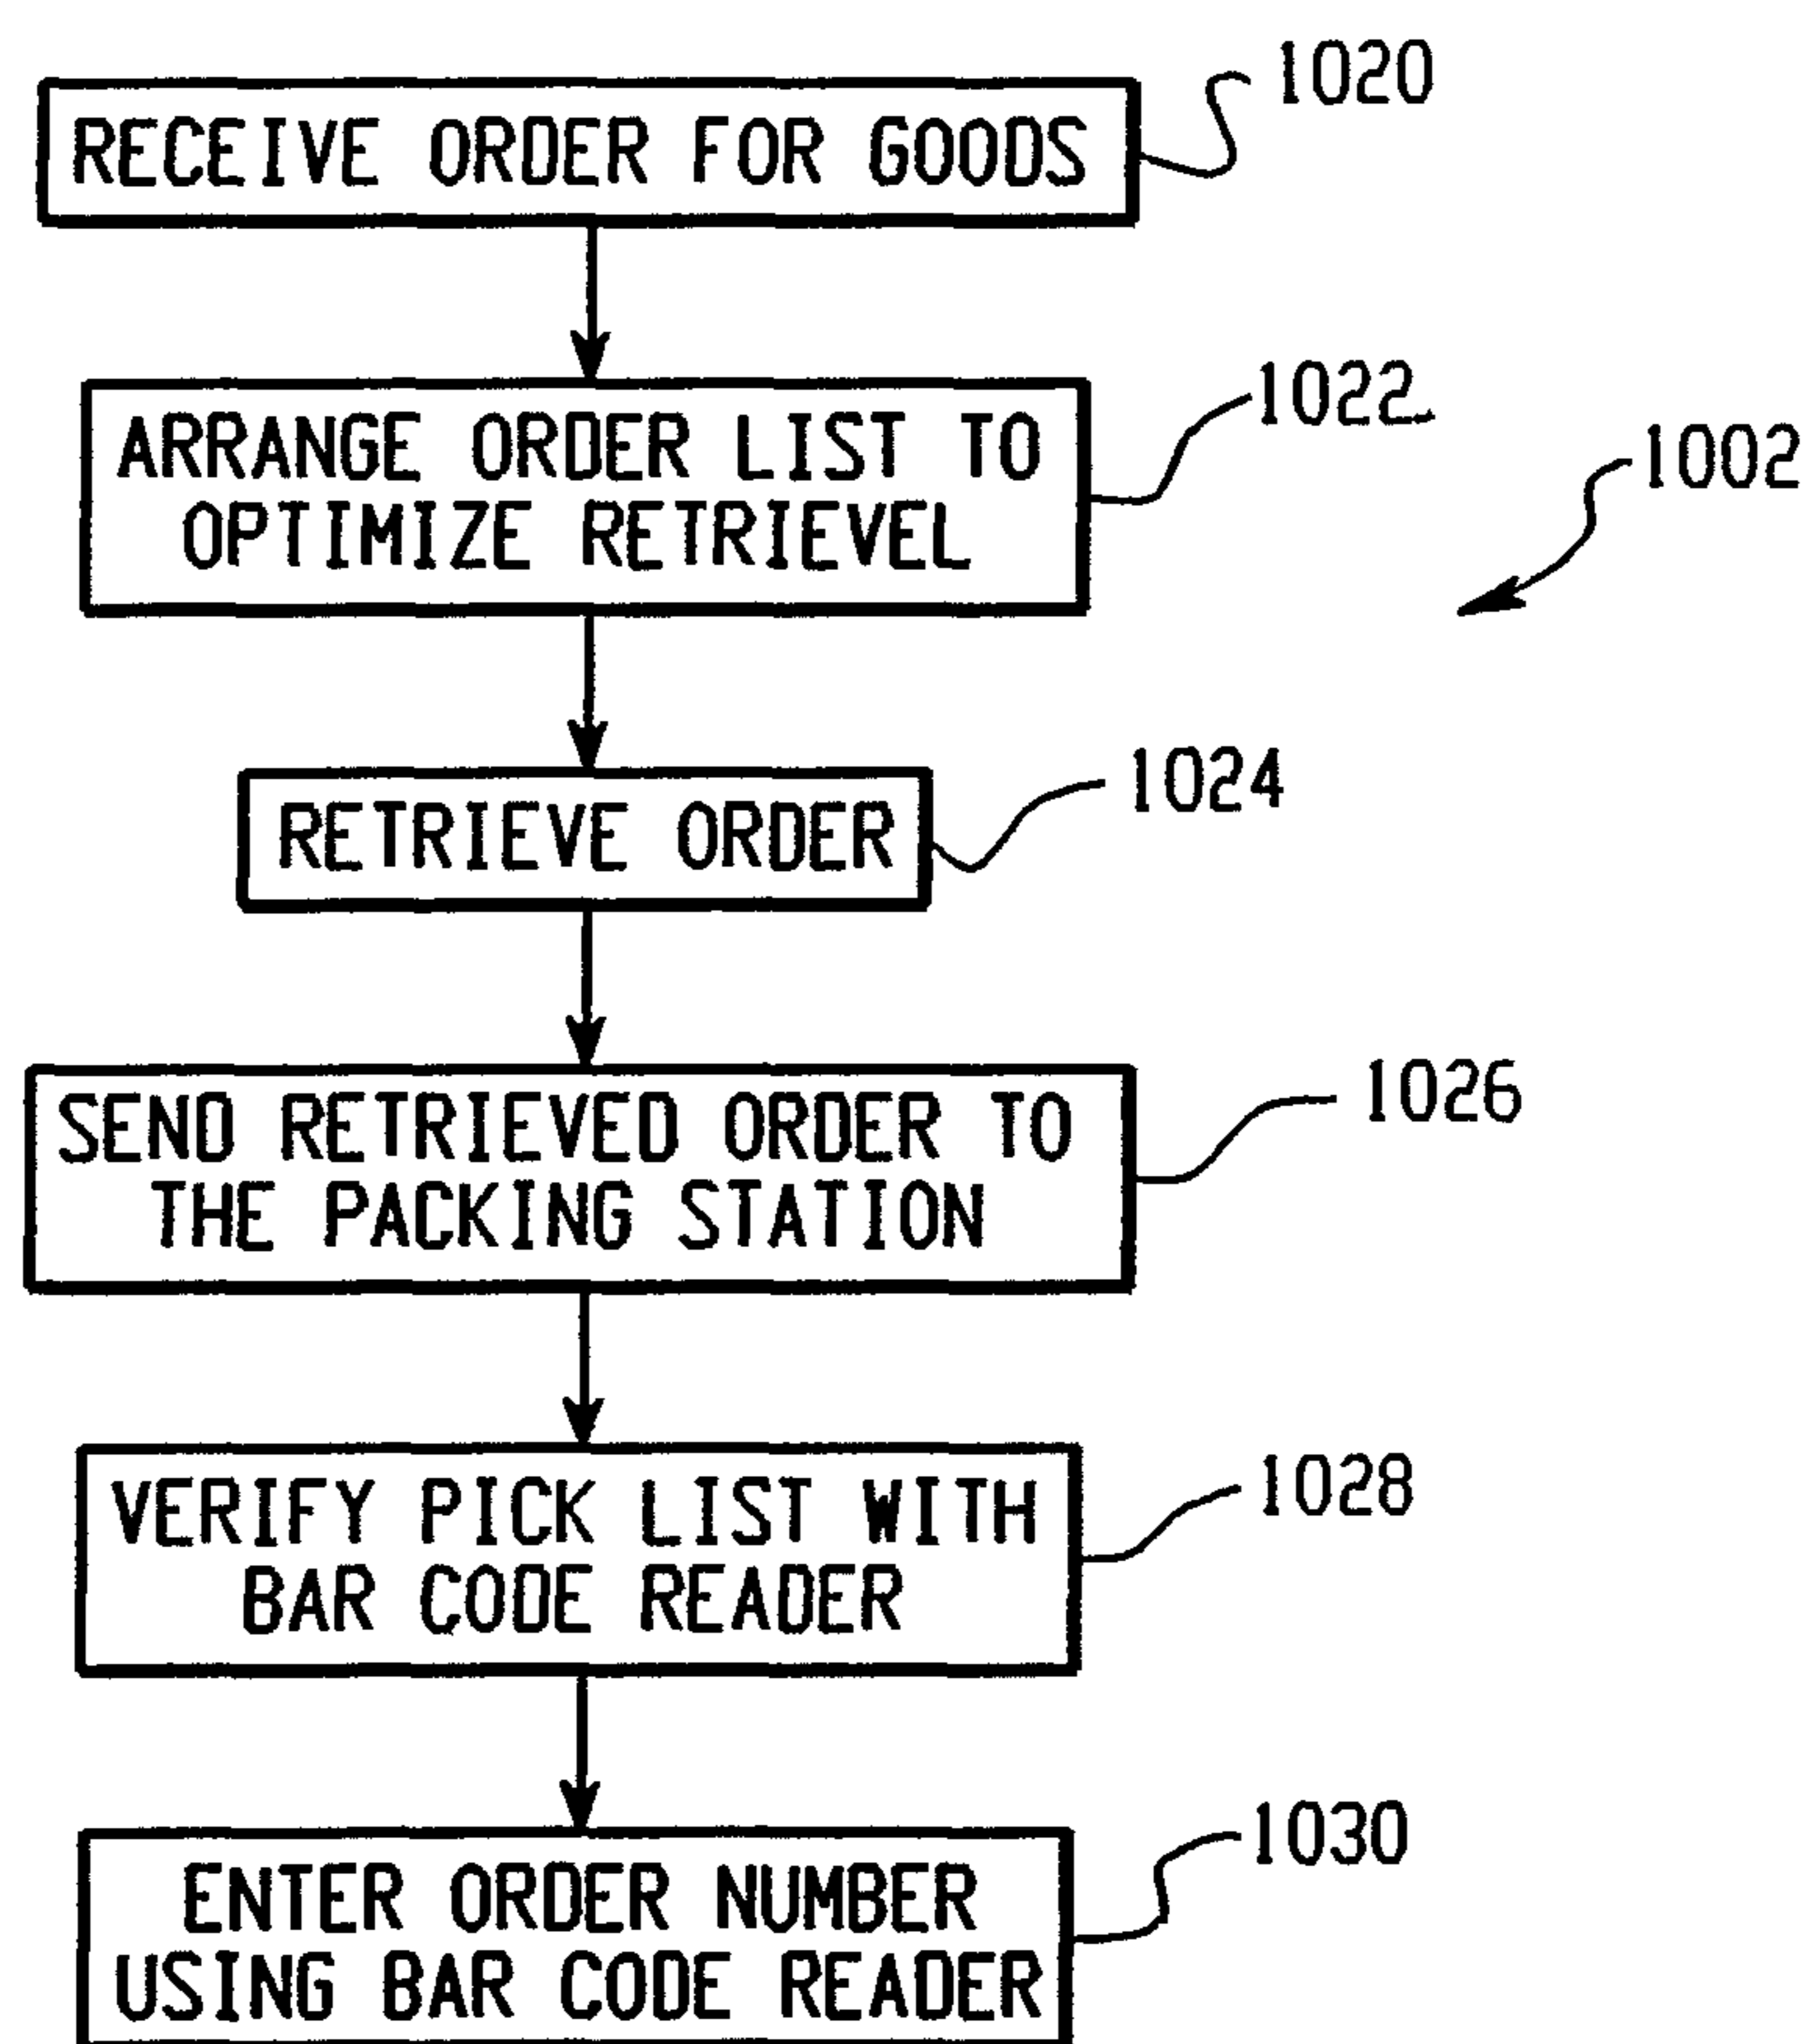 RECEIVE ORDER FOR GOODS
1020
ARRANGE ORDER LIST TO
OPTIMIZE RETRIEVEL
1022
1002
RETRIEVE ORDER
1024
SEND RETRIEVED ORDER TO
THE PACKING STATION
1026
VERIFY PICK LIST WITH
BAR CODE READER
1028
ENTER ORDER NUMBER
USING BAR CODE READER
1030